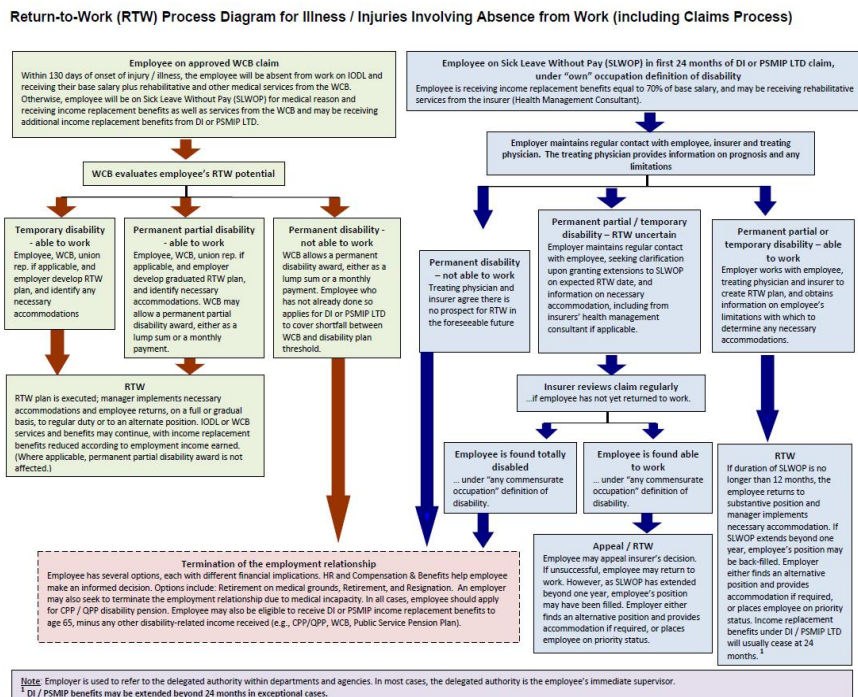 Return-to-Work (RTW) Process Diagram for Illness / Injuries Involving Absence from Work (including Claims Process)
Employee on approved WCB claim
Within 130 days of onset of injury / illness, the employee will be absent from work on IODL and
receiving their base salary plus rehabilitative and other medical services from the WCB.
Otherwise, employee will be on Sick Leave Without Pay (SLWOP) for medical reason and
receiving income replacement benefits as well as services from the WCB and may be receiving
additional income replacement benefits from DI or PSMIP LTD.
WCB evaluates employee's RTW potential
Temporary disability
- able to work
Employee, WCB, union
rep. if applicable, and
employer develop RTW
plan, and identify any
necessary
accommodations
Permanent partial disability
- able to work
Employee, WCB, union rep. if
applicable, and employer
develop graduated RTW plan,
and identify necessary
accommodations. WCB may
allow a permanent partial
disability award, either as a
lump sum or a monthly
payment.
Permanent disability -
not able to work
WCB allows a permanent
disability award, either as a
lump sum or a monthly
payment. Employee who
has not already done so
applies for DI or PSMIP LTD
to cover shortfall between
WCB and disability plan
threshold.
RTW
RTW plan is executed; manager implements necessary
accommodations and employee returns, on a full or gradual
basis, to regular duty or to an alternate position. IODL or WCB
services and benefits may continue, with income replacement
benefits reduced according to employment income earned.
(Where applicable, permanent partial disability award is not
affected.)
Employee on Sick Leave Without Pay (SLWOP) in first 24 months of DI or PSMIP LTD claim,
under "own" occupation definition of disability
Employee is receiving income replacement benefits equal to 70% of base salary, and may be receiving rehabilitative
services from the insurer (Health Management Consultant).
Employer maintains regular contact with employee, insurer and treating
physician. The treating physician provides information on prognosis and any
limitations
Permanent disability
– not able to work
Treating physician and
insurer agree there is
no prospect for RTW in
the foreseeable future
Permanent partial / temporary
disability – RTW uncertain
Employer maintains regular contact
with employee, seeking clarification
upon granting extensions to SLWOP
on expected RTW date, and
information on necessary
accommodation, including from
insurers' health management
consultant if applicable.
Permanent partial or
temporary disability – able
to work
Employer works with employee,
treating physician and insurer to
create RTW plan, and obtains
information on employee's
limitations with which to
determine any necessary
accommodations.
Insurer reviews claim regularly
...if employee has not yet returned to work.
Employee is found totally
disabled
... under "any commensurate
occupation" definition of
disability.
Employee is found able
to work
... under "any commensurate
occupation" definition of
disability.
RTW
If duration of SLWOP is no
longer than 12 months, the
employee returns to
substantive position and
manager implements
necessary accommodation. If
SLWOP extends beyond one
year, employee's position may
be back-filled. Employer
either finds an alternative
position and provides
accommodation if required,
or places employee on priority
status. Income replacement
benefits under DI / PSMIP LTD
will usually cease at 24
months. 1
Appeal / RTW
Employee may appeal insurer's decision.
If unsuccessful, employee may return to
work. However, as SLWOP has extended
beyond one year, employee's position
may have been filled. Employer either
finds an alternative position and provides
accommodation if required, or places
employee on priority status.
Termination of the employment relationship
Employee has several options, each with different financial implications. HR and Compensation & Benefits help employee
make an informed decision. Options include: Retirement on medical grounds, Retirement, and Resignation. An employer
may also seek to terminate the employment relationship due to medical incapacity. In all cases, employee should apply
for CPP / QPP disability pension. Employee may also be eligible to receive DI or PSMIP income replacement benefits to
age 65, minus any other disability-related income received (e.g., CPP/QPP, WCB, Public Service Pension Plan).
Note: Employer is used to refer to the delegated authority within departments and agencies. In most cases, the delegated authority is the employee's immediate supervisor.
1 DI / PSMIP benefits may be extended beyond 24 months in exceptional cases.